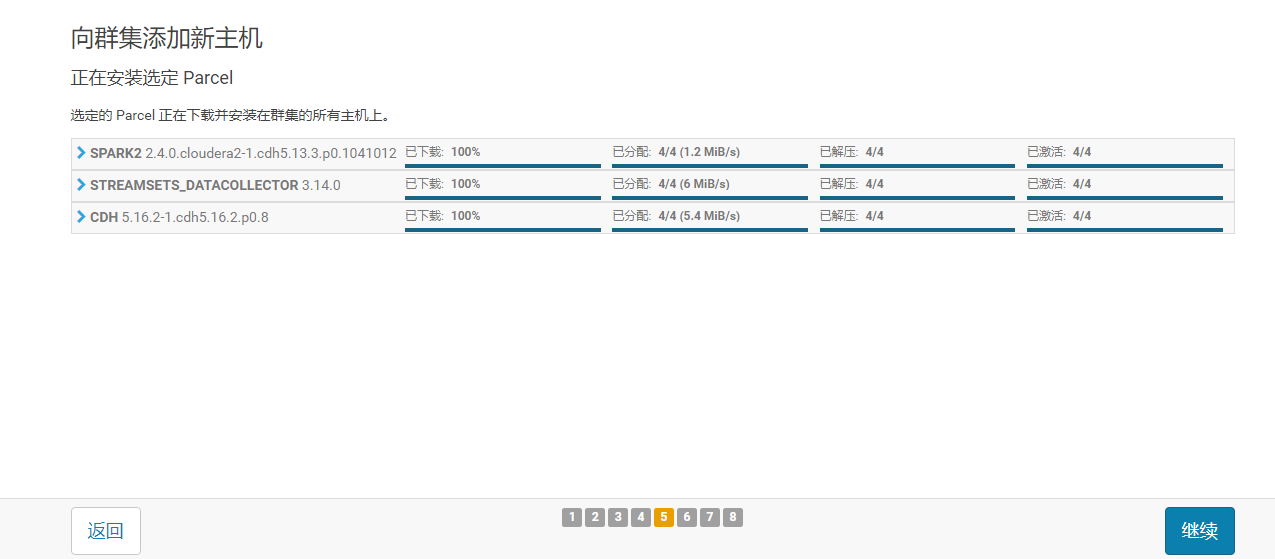 向群集添加新主机
正在安装选定 Parcel
选定的 Parcel 正在下载并安装在群集的所有主机上。
SPARK2 2.4.0.cloudera2-1.cdh5.13.3.p0.1041012 已下载: 100% 已分配: 4/4 (1.2 MiB/s) 已解压: 4/4 已激活: 4/4
STREAMSETS_DATACOLLECTOR 3.14.0 已下载: 100% 已分配: 4/4 (6 MiB/s) 已解压: 4/4 已激活: 4/4
CDH 5.16.2-1.cdh5.16.2.p0.8 已下载: 100% 已分配: 4/4 (5.4 MiB/s) 已解压: 4/4 已激活: 4/4
返回 1 2 3 4 5 6 7 8 继续